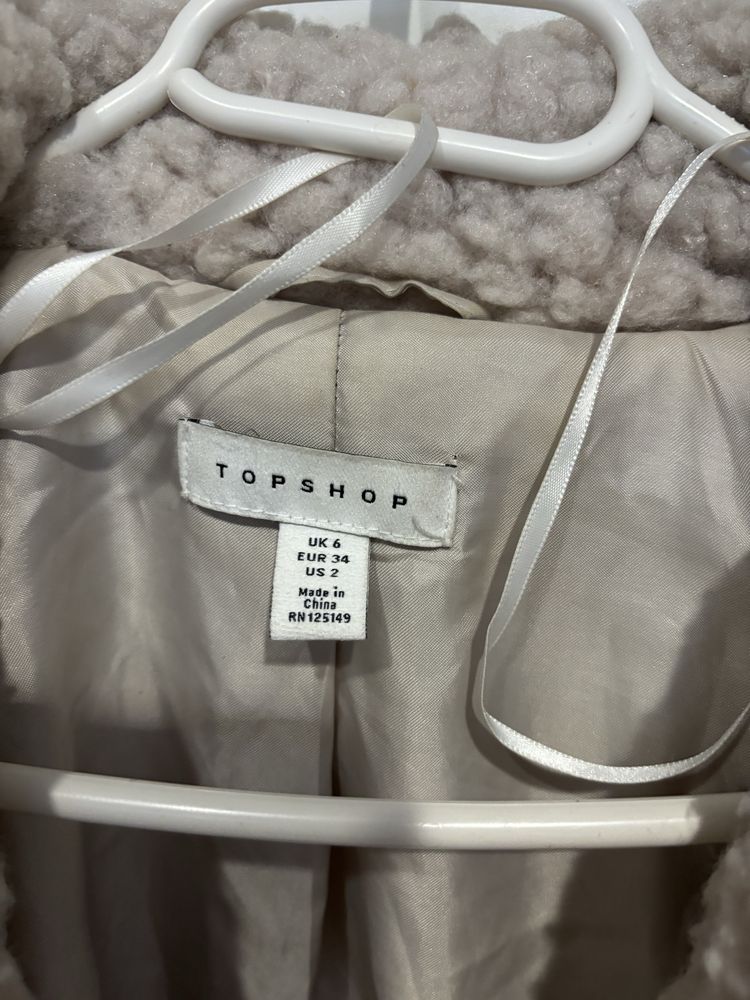 TOPSHOP
UK 6
EUR 34
US 2
Made in
China
RN125149